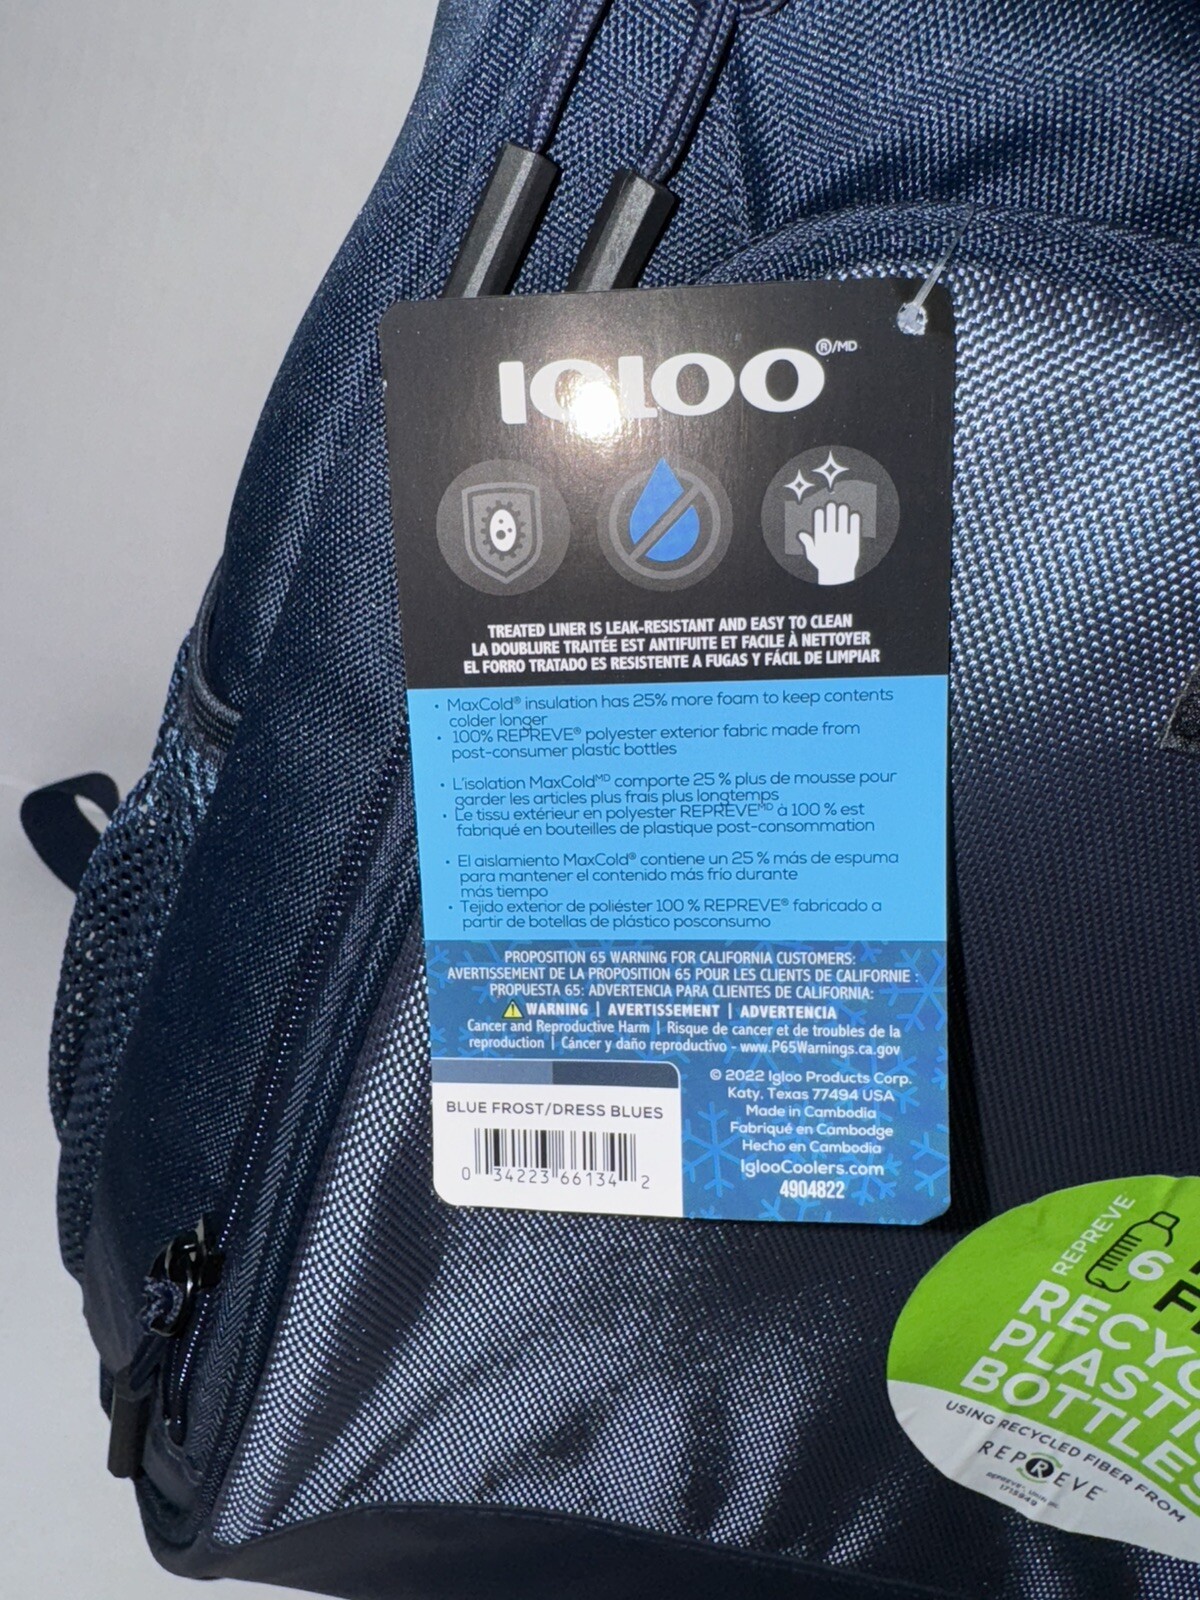 IGLOO®/MD
TREATED LINER IS LEAK-RESISTANT AND EASY TO CLEAN
LA DOUBLURE TRAITÉE EST ANTIFUITE ET FACILE À NETTOYER
EL FORRO TRATADO ES RESISTENTE A FUGAS Y FÁCIL DE LIMPIAR
• MaxCold® insulation has 25% more foam to keep contents
colder longer
• 100% REPREVE® polyester exterior fabric made from
post-consumer plastic bottles
• L'isolation MaxColdMD comporte 25 % plus de mousse pour
garder les articles plus frais plus longtemps
• Le tissu extérieur en polyester REPREVEMD à 100 % est
fabriqué en bouteilles de plastique post-consommation
• El aislamiento MaxCold® contiene un 25 % más de espuma
para mantener el contenido más frío durante
más tiempo
• Tejido exterior de poliéster 100 % REPREVE® fabricado a
partir de botellas de plástico posconsumo
PROPOSITION 65 WARNING FOR CALIFORNIA CUSTOMERS:
AVERTISSEMENT DE LA PROPOSITION 65 POUR LES CLIENTS DE CALIFORNIE :
PROPUESTA 65: ADVERTENCIA PARA CLIENTES DE CALIFORNIA:
WARNING | AVERTISSEMENT | ADVERTENCIA
Cancer and Reproductive Harm | Risque de cancer et de troubles de la
reproduction | Cáncer y daño reproductivo - www.P65Warnings.ca.gov
BLUE FROST/DRESS BLUES
0 34223 66134 2
© 2022 Igloo Products Corp.
Katy, Texas 77494 USA
Made in Cambodia
Fabriqué en Cambodge
Hecho en Cambodia
IglooCoolers.com
4904822
REPREVE
6
RECYC
PLASTI
BOTTLES
USING RECYCLED FIBER FROM
REPREVE
1715949